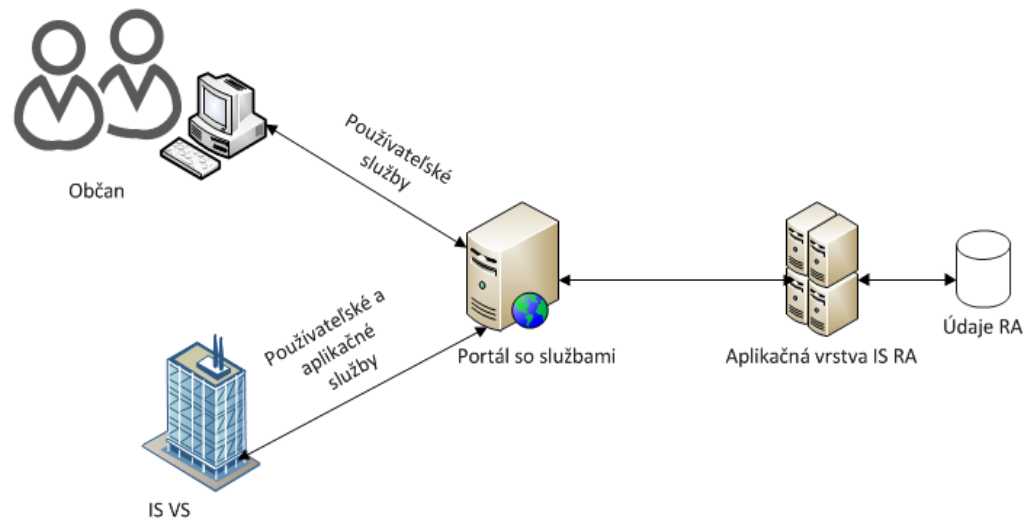 Občan
Používateľské
služby
Používateľské a
aplikačné
služby
IS VS
Portál so službami
Aplikačná vrstva IS RA
Údaje RA